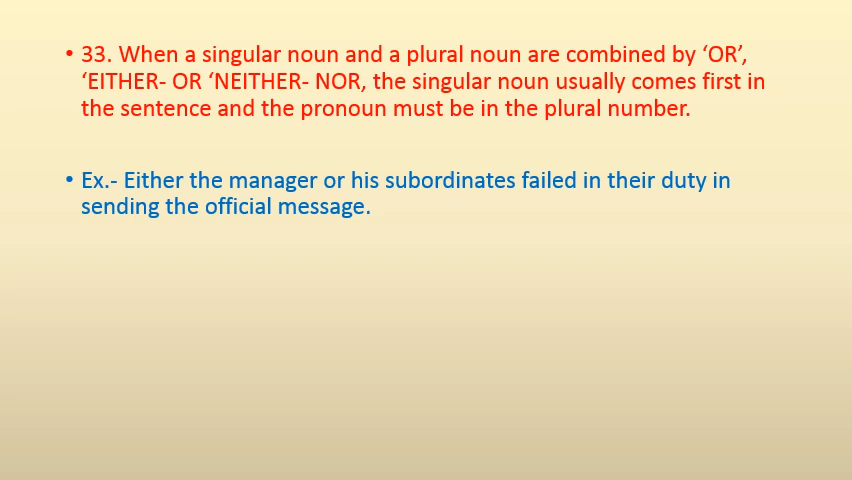 • 33. When a singular noun and a plural noun are combined by ‘OR’,
‘EITHER- OR ‘NEITHER- NOR, the singular noun usually comes first in
the sentence and the pronoun must be in the plural number.
• Ex.- Either the manager or his subordinates failed in their duty in
sending the official message.